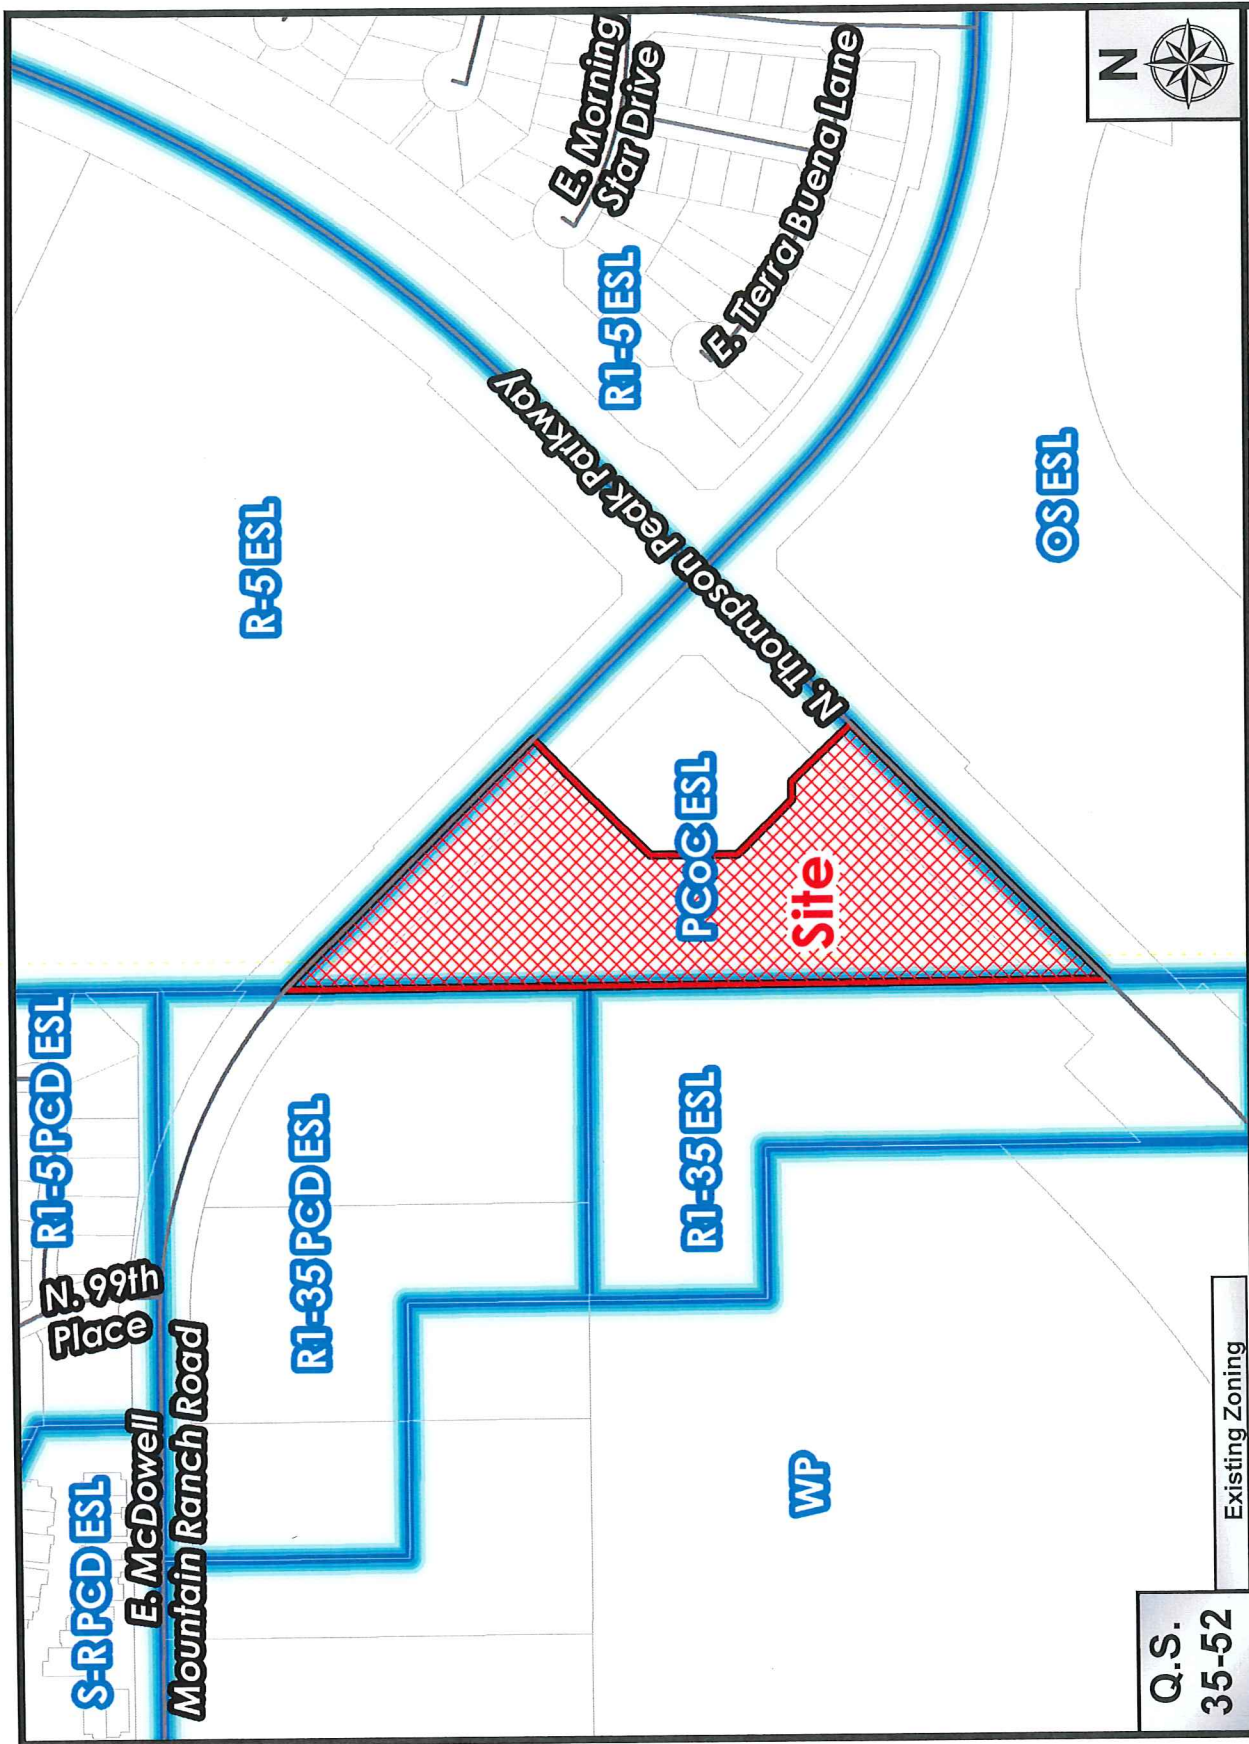 S-R PCD ESL
E. McDowell
Mountain Ranch Road
N. 99th
Place
R1-5 PCD ESL
R1-35 PCD ESL
R-5 ESL
WP
R1-35 ESL
PCOC ESL
Site
N. Thompson Peak Parkway
R1-5 ESL
E. Morning
Star Drive
E. Tierra Buena Lane
OS ESL
Q.S.
35-52
Existing Zoning
N